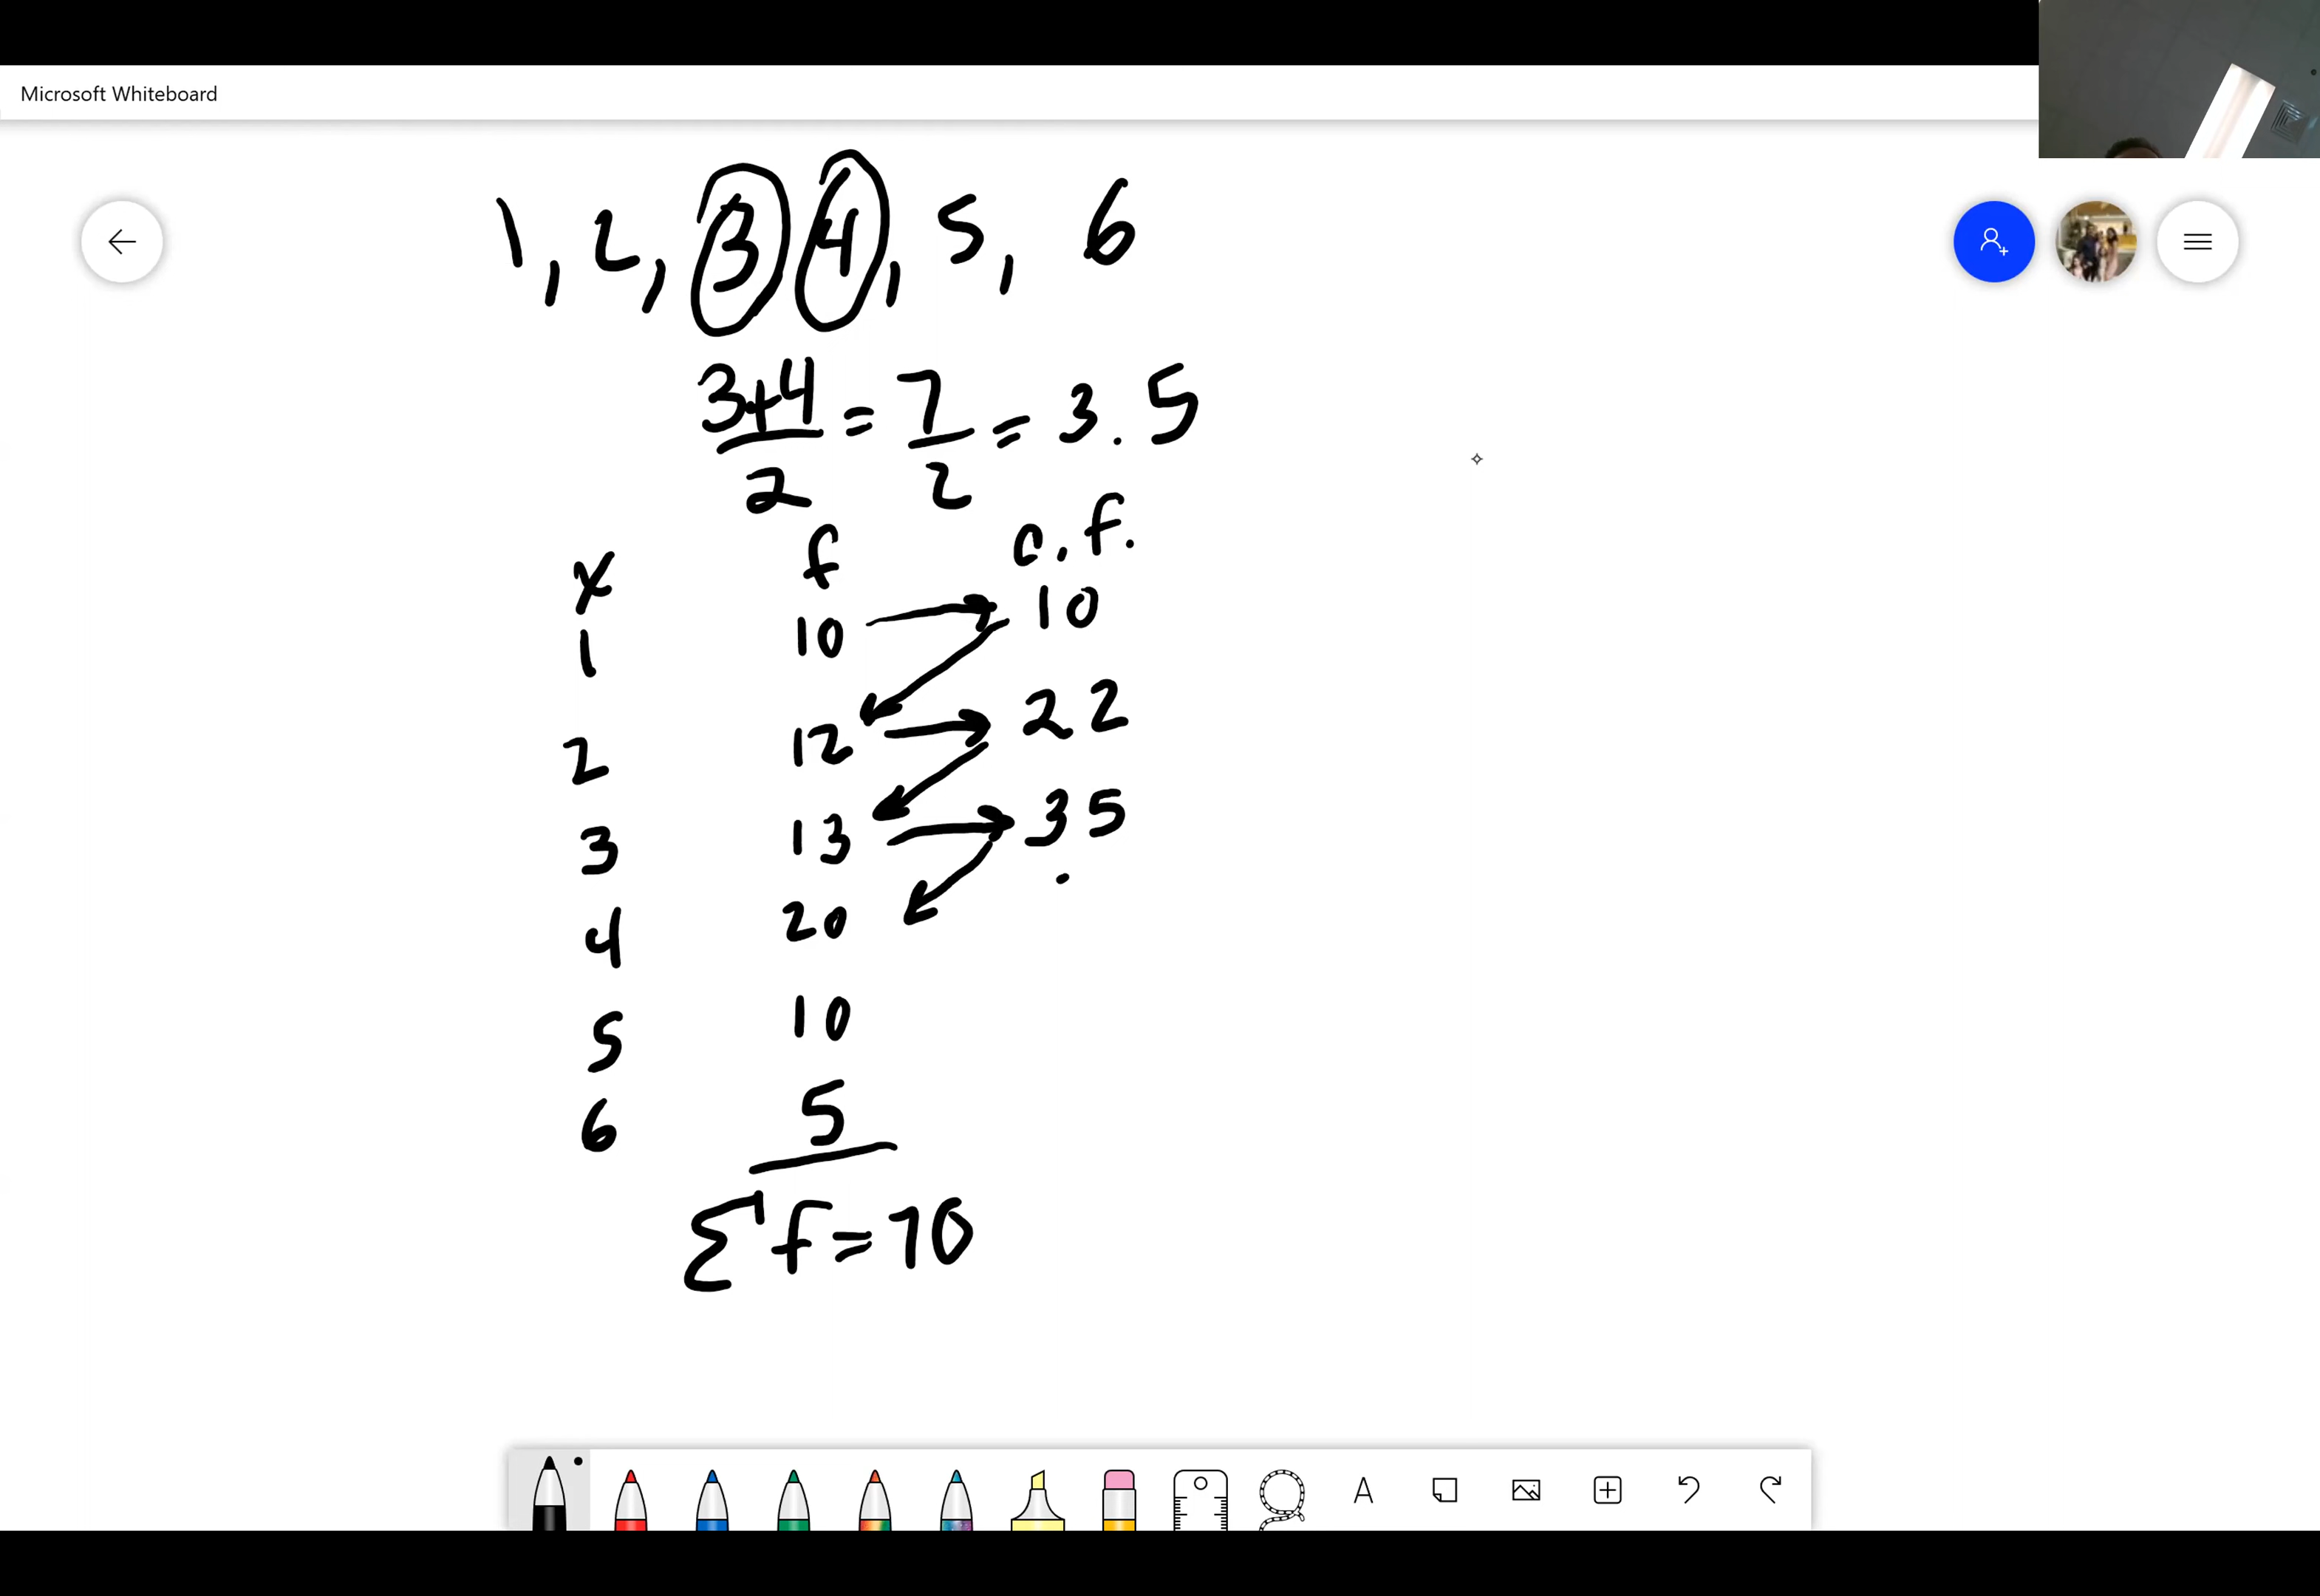 Microsoft Whiteboard
1, 2, 3 4, 5, 6
3+4/2 = 7/2 = 3.5
x f c.f.
1 10 10
2 12 22
3 13 35
4 20
5 10
6 5
Σf=70
A